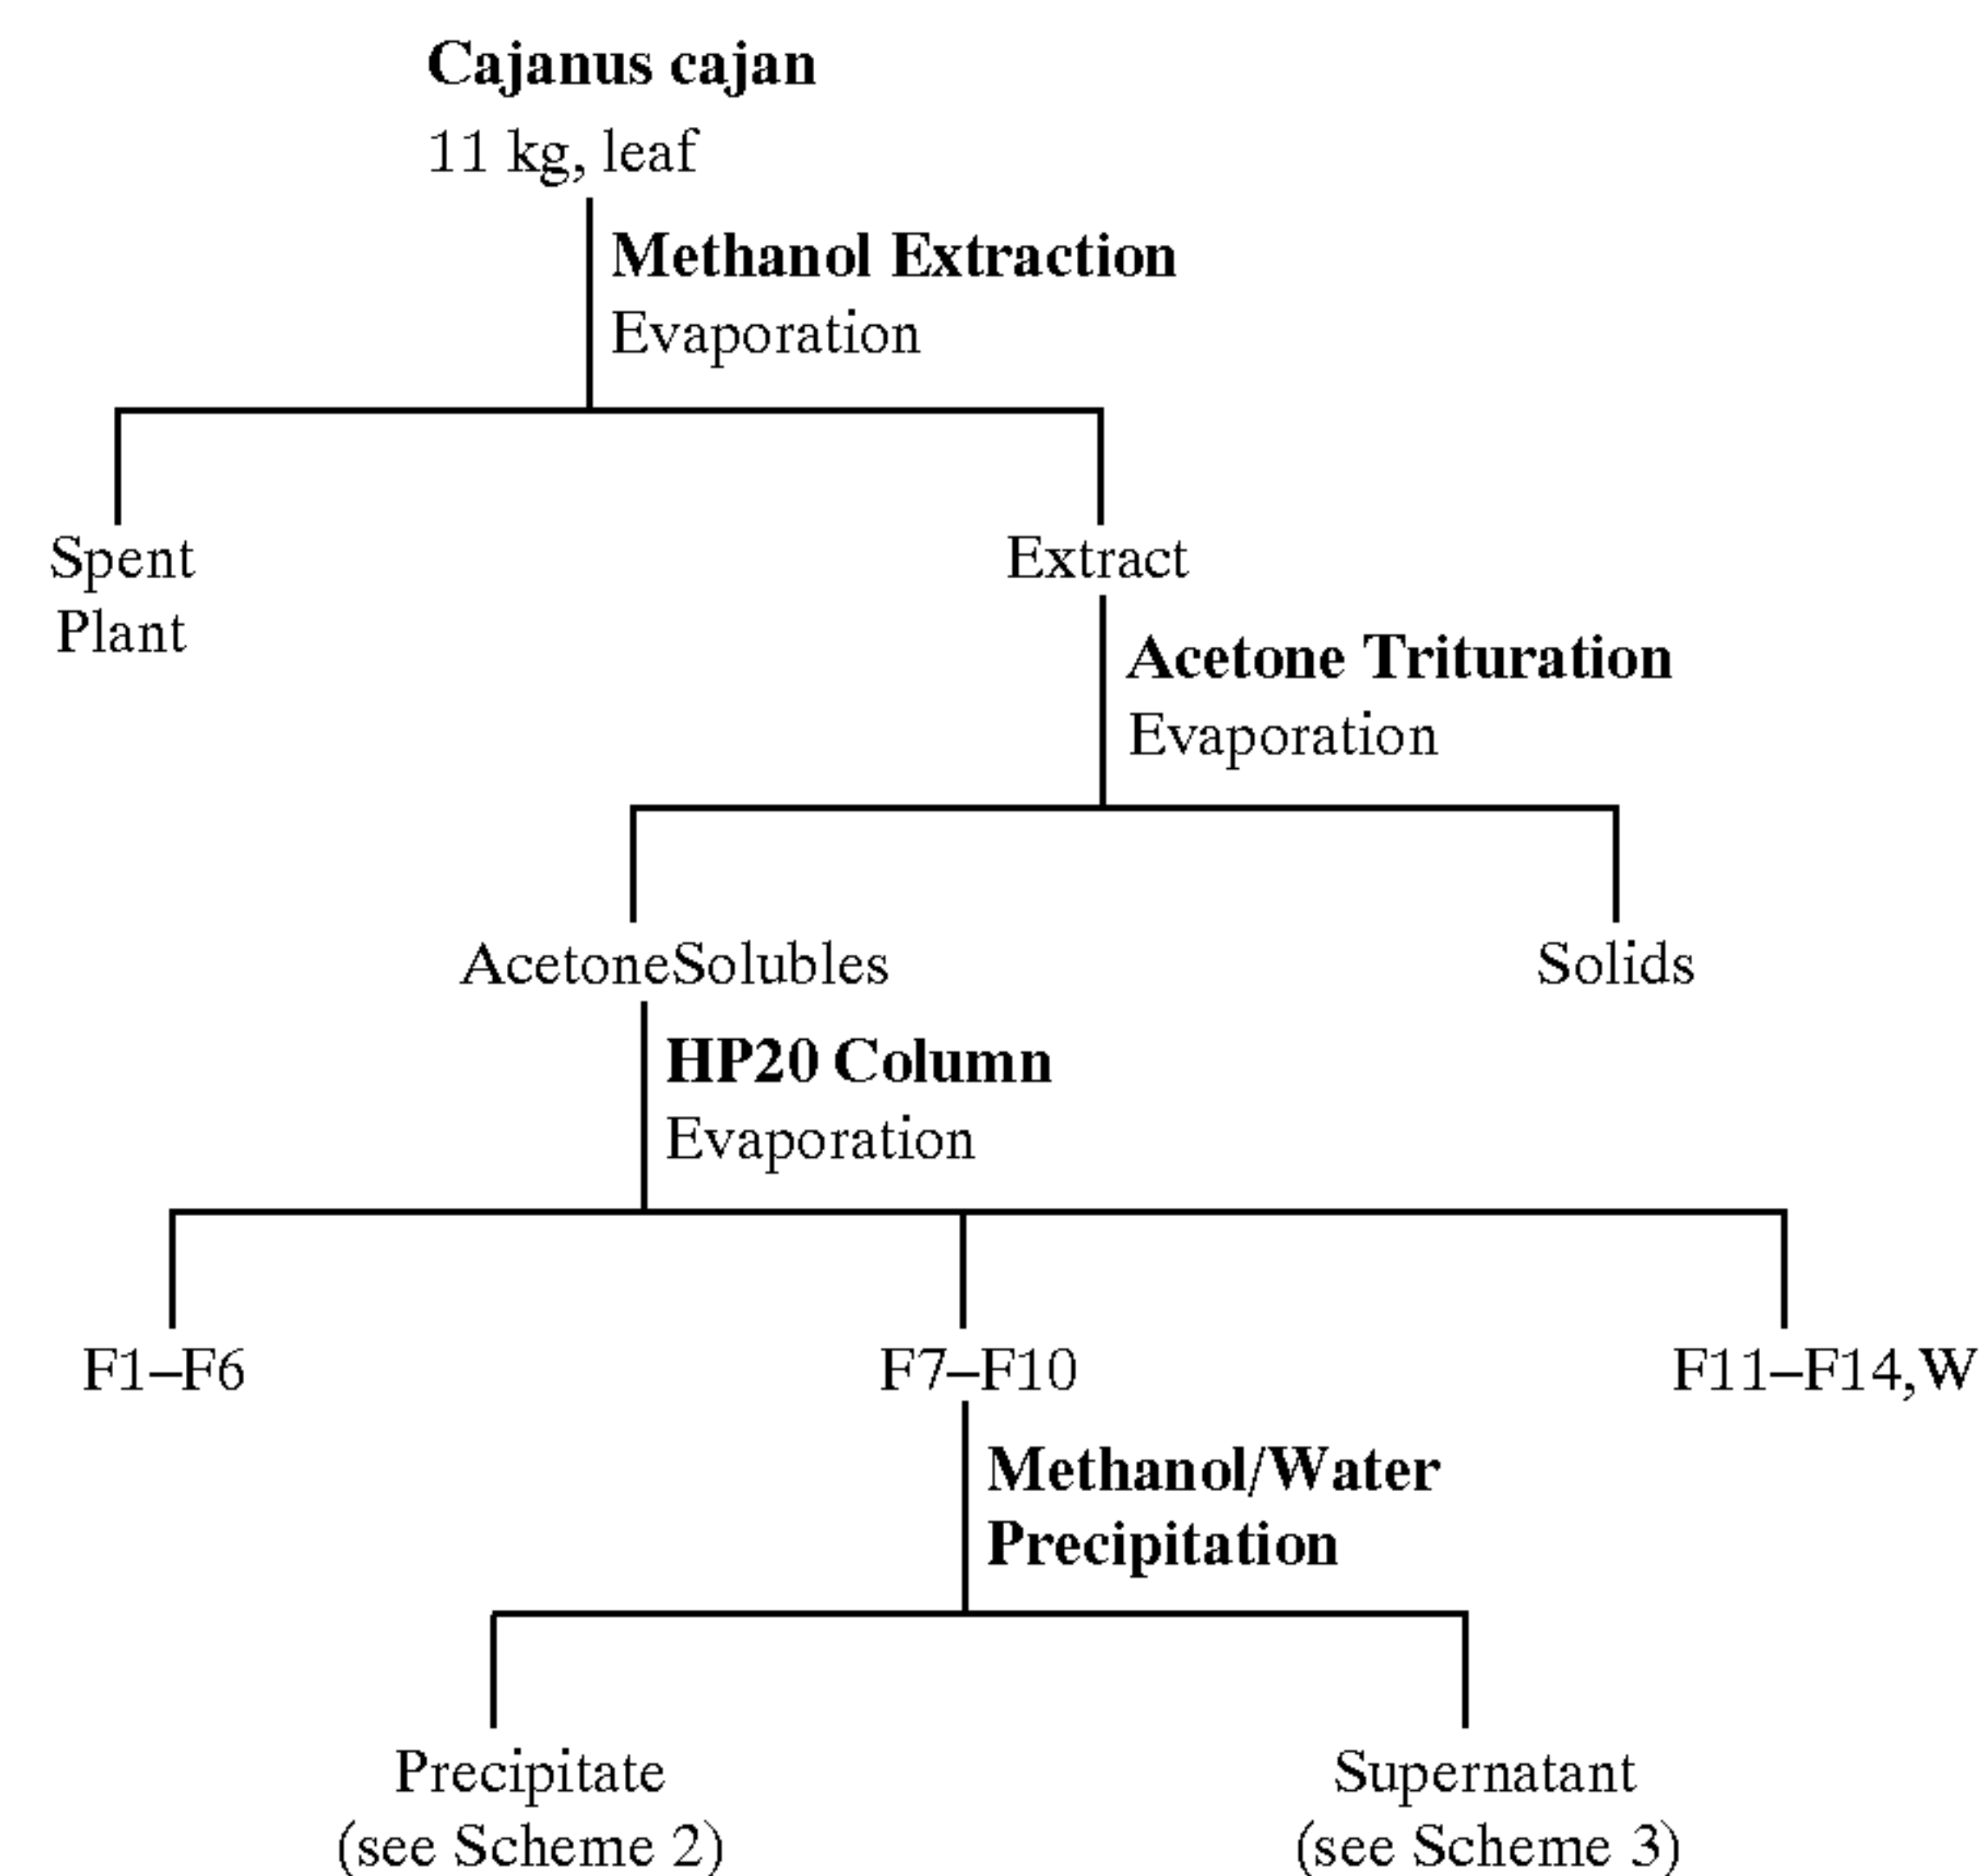 Cajanus cajan
11 kg, leaf
Methanol Extraction
Evaporation
Spent
Plant
Extract
Acetone Trituration
Evaporation
AcetoneSolubles
Solids
HP20 Column
Evaporation
F1–F6
F7–F10
F11–F14,W
Methanol/Water
Precipitation
Precipitate
(see Scheme 2)
Supernatant
(see Scheme 3)